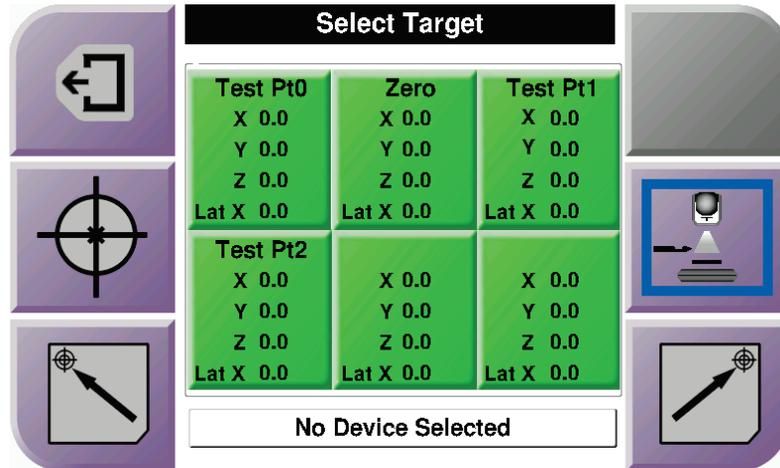 Select Target
Test Pt0 Zero Test Pt1
X 0.0 X 0.0 X 0.0
Y 0.0 Y 0.0 Y 0.0
Z 0.0 Z 0.0 Z 0.0
Lat X 0.0 Lat X 0.0 Lat X 0.0
Test Pt2
X 0.0 X 0.0 X 0.0
Y 0.0 Y 0.0 Y 0.0
Z 0.0 Z 0.0 Z 0.0
Lat X 0.0 Lat X 0.0 Lat X 0.0
No Device Selected